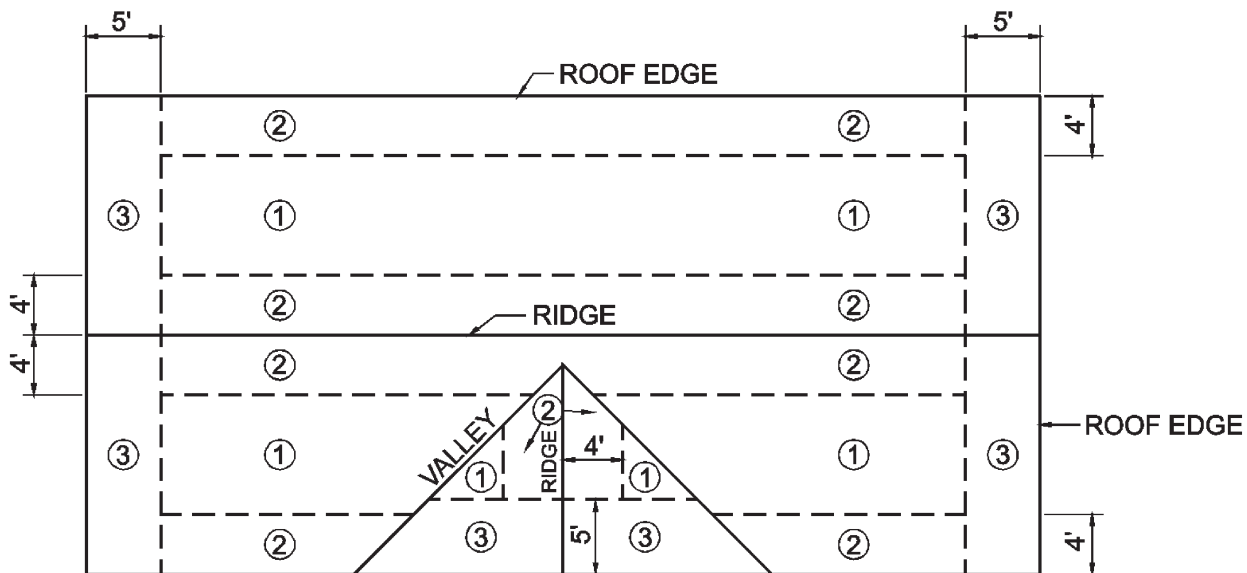 5' 5'
ROOF EDGE
② ② 4'
③ ① ① ③
4' ② ② 
RIDGE
4' ② ②
② 
VALLEY RIDGE 4' ROOF EDGE
③ ① ① ① ① ③
② ③ 5' ③ ② 4'